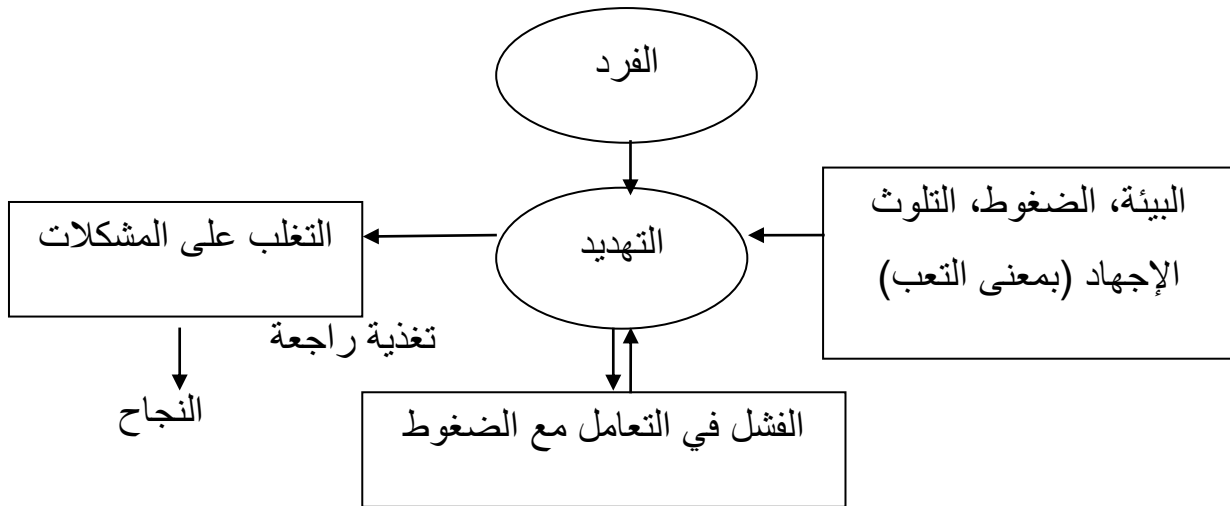 الفرد
البيئة، الضغوط، التلوث
الإجهاد (بمعنى التعب)
التهديد
التغلب على المشكلات
تغذية راجعة
النجاح
الفشل في التعامل مع الضغوط